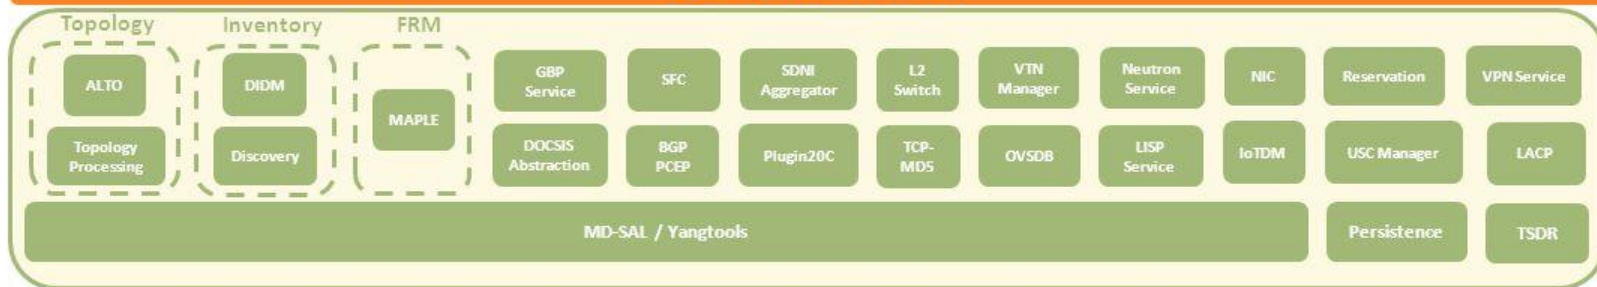 Topology
Inventory
FRM
ALTO
DIDM
MAPLE
GBP
Service
SFC
SDNI
Aggregator
L2
Switch
VTN
Manager
Neutron
Service
NIC
Reservation
VPN Service
Topology
Processing
Discovery
DOCSIS
Abstraction
BGP
PCEP
Plugin20C
TCP-
MD5
OVSDB
LISP
Service
IoTDM
USC Manager
LACP
MD-SAL / Yangtools
Persistence
TSDR